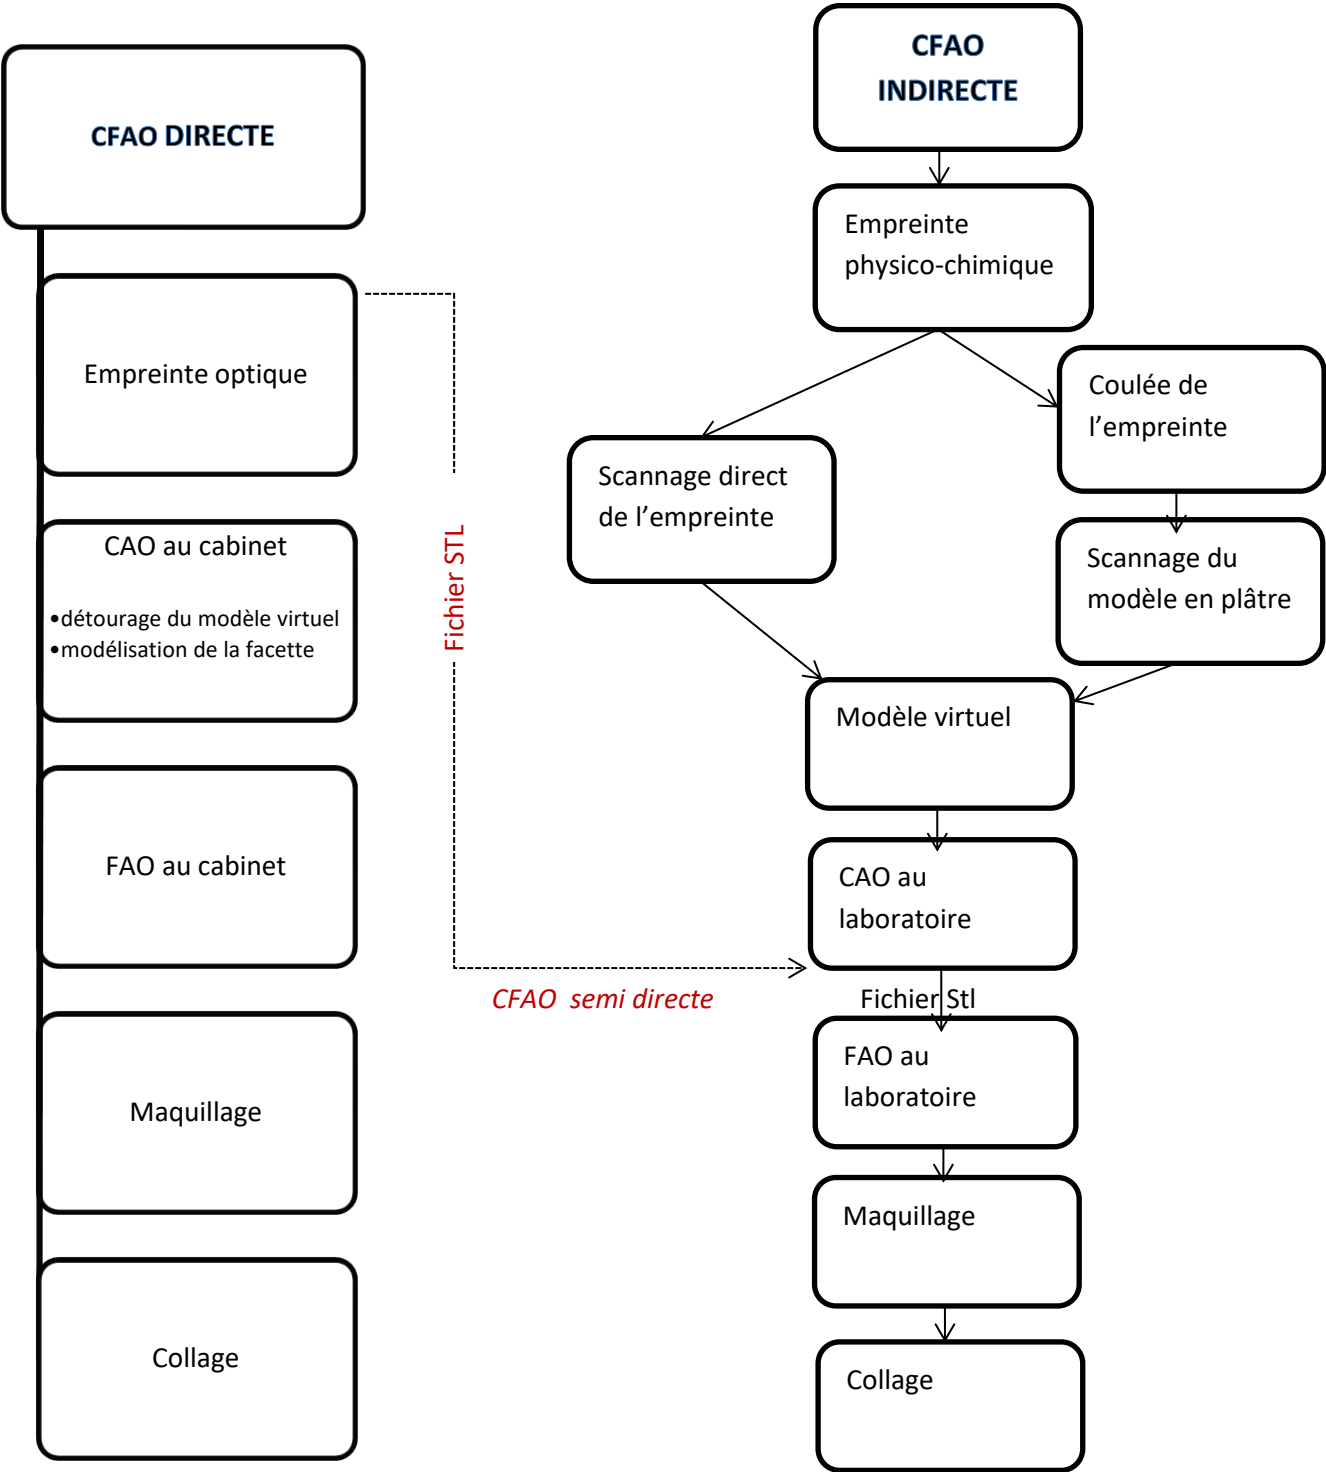 CFAO DIRECTE
Empreinte optique
CAO au cabinet
•détourage du modèle virtuel
•modélisation de la facette
FAO au cabinet
Maquillage
Collage
Fichier STL
CFAO  semi directe
CFAO
INDIRECTE
Empreinte
physico-chimique
Scannage direct
de l’empreinte
Coulée de
l’empreinte
Scannage du
modèle en plâtre
Modèle virtuel
CAO au
laboratoire
Fichier Stl
FAO au
laboratoire
Maquillage
Collage